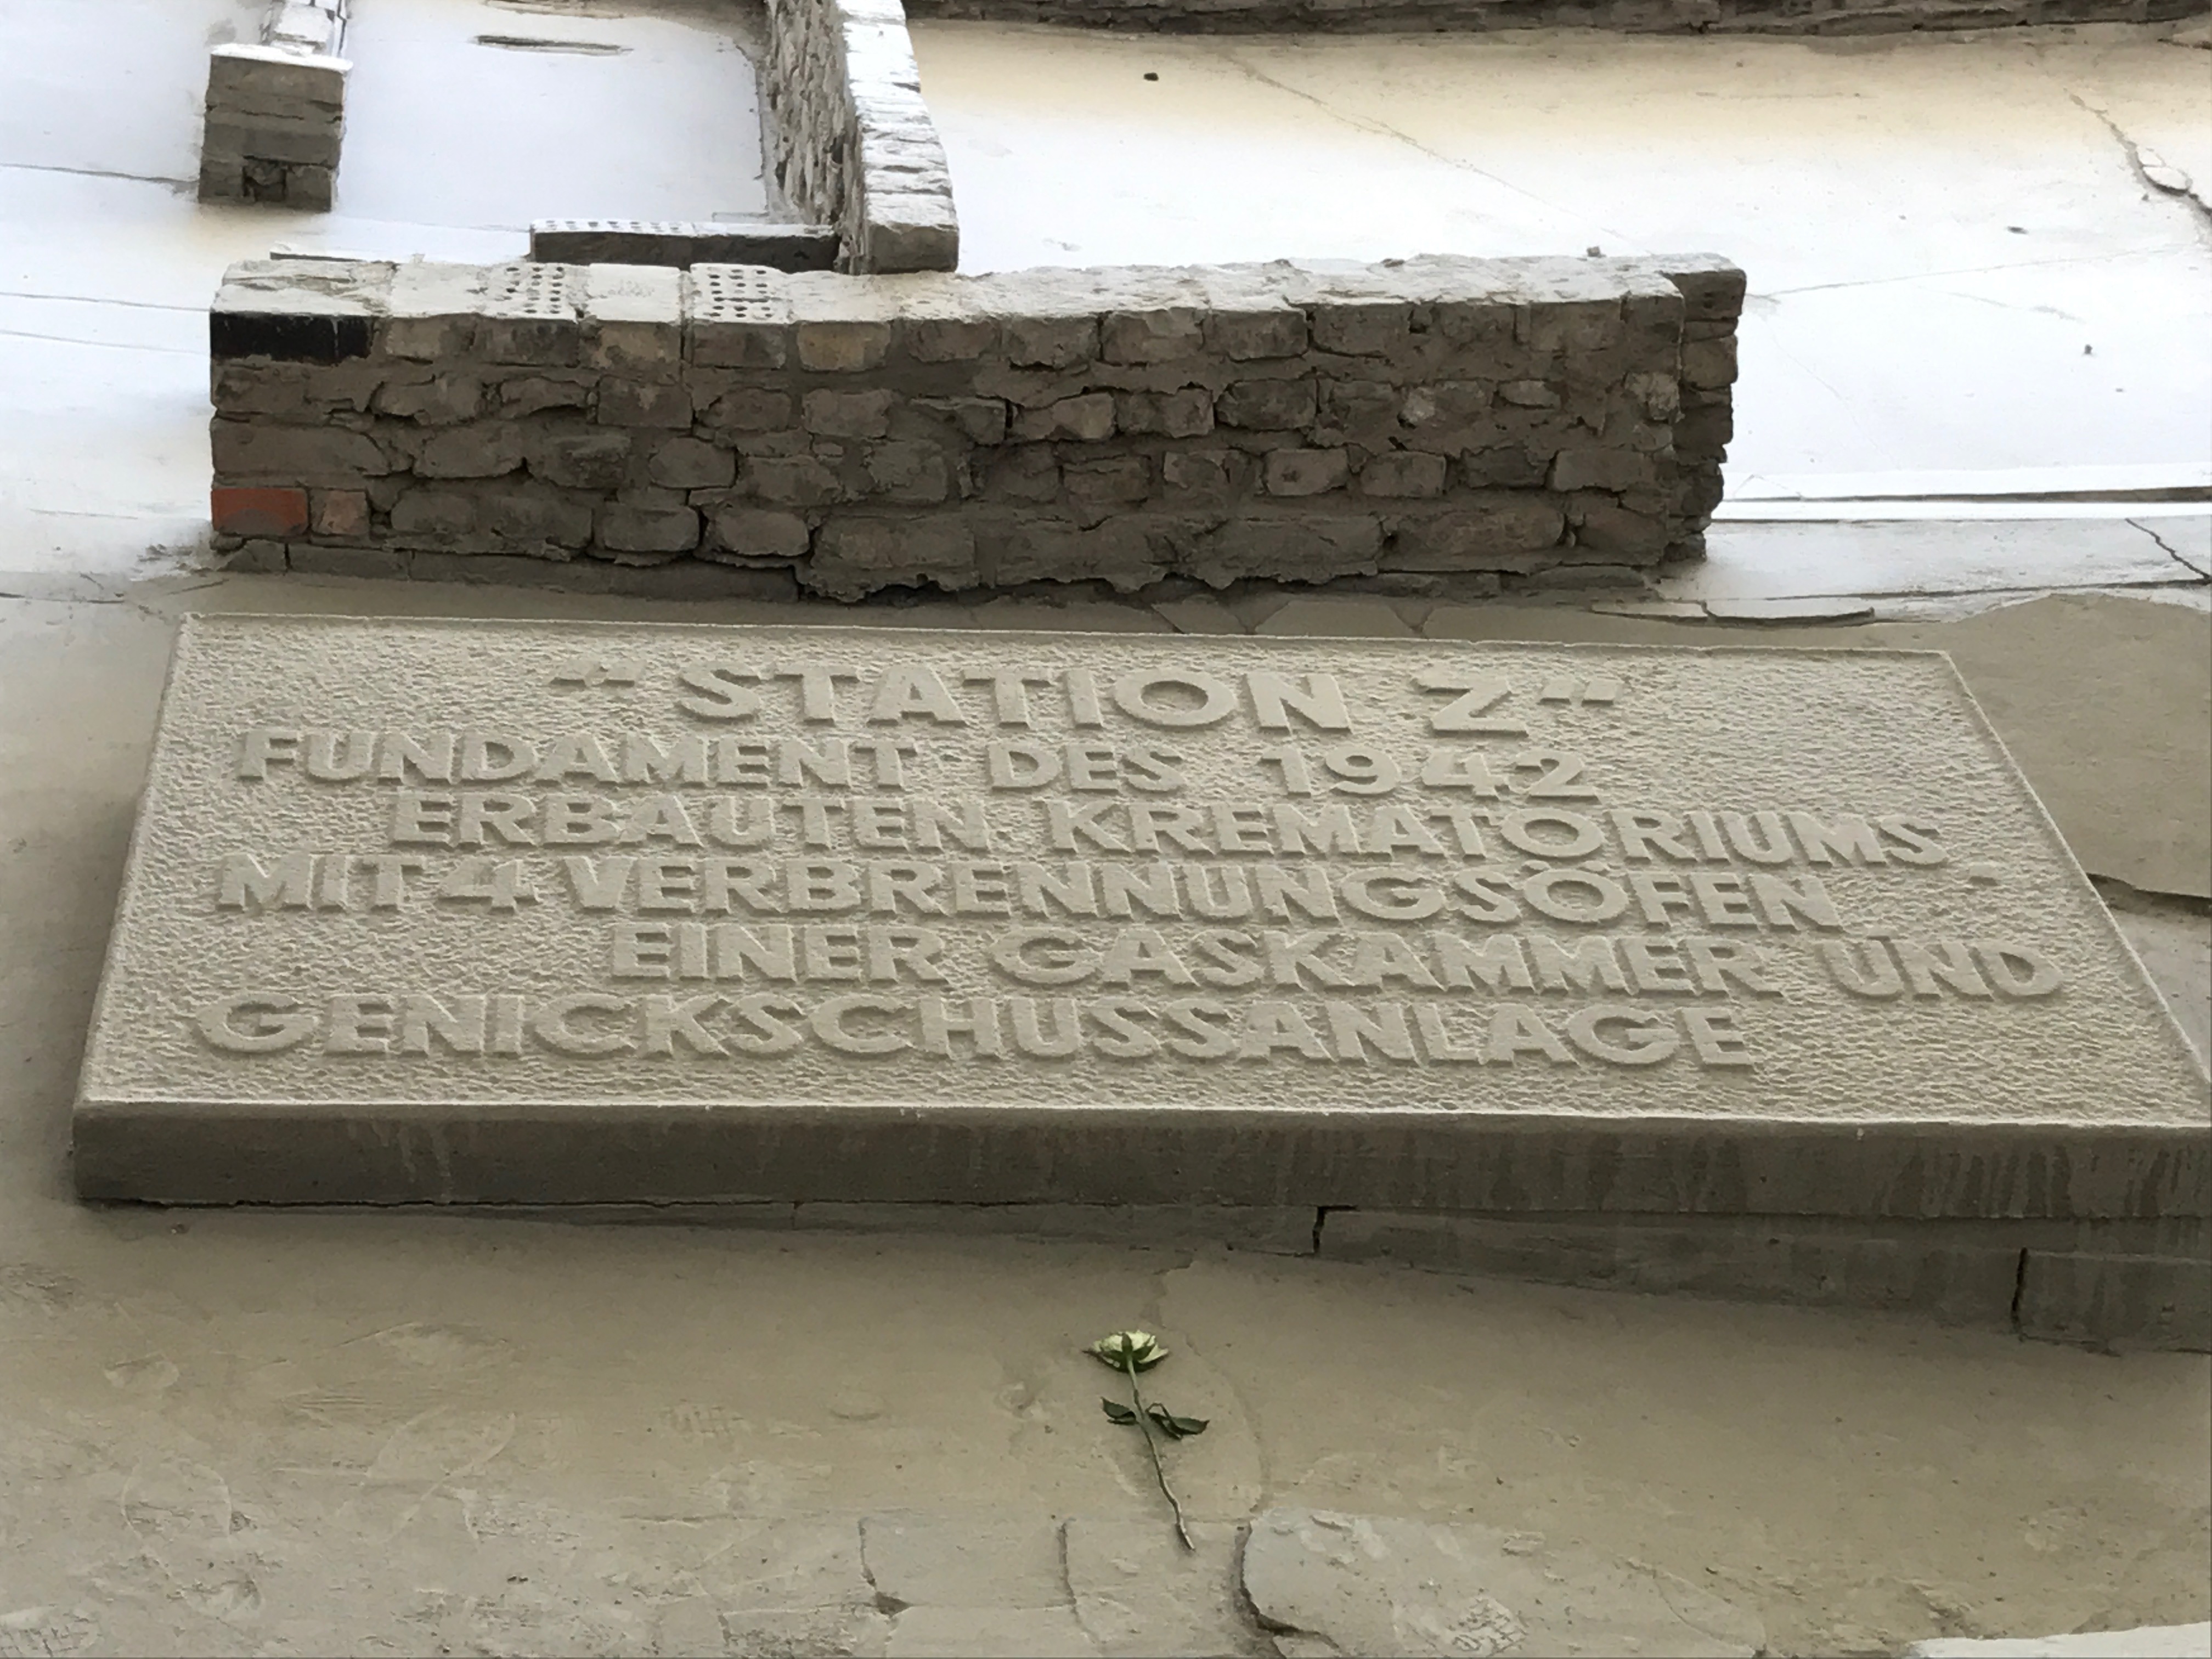 "STATION Z"
FUNDAMENT DES 1942
ERBAUTEN KREMATORIUMS
MIT 4 VERBRENNUNGSÖFEN
EINER GASKAMMER UND
GENICKSCHUSSANLAGE